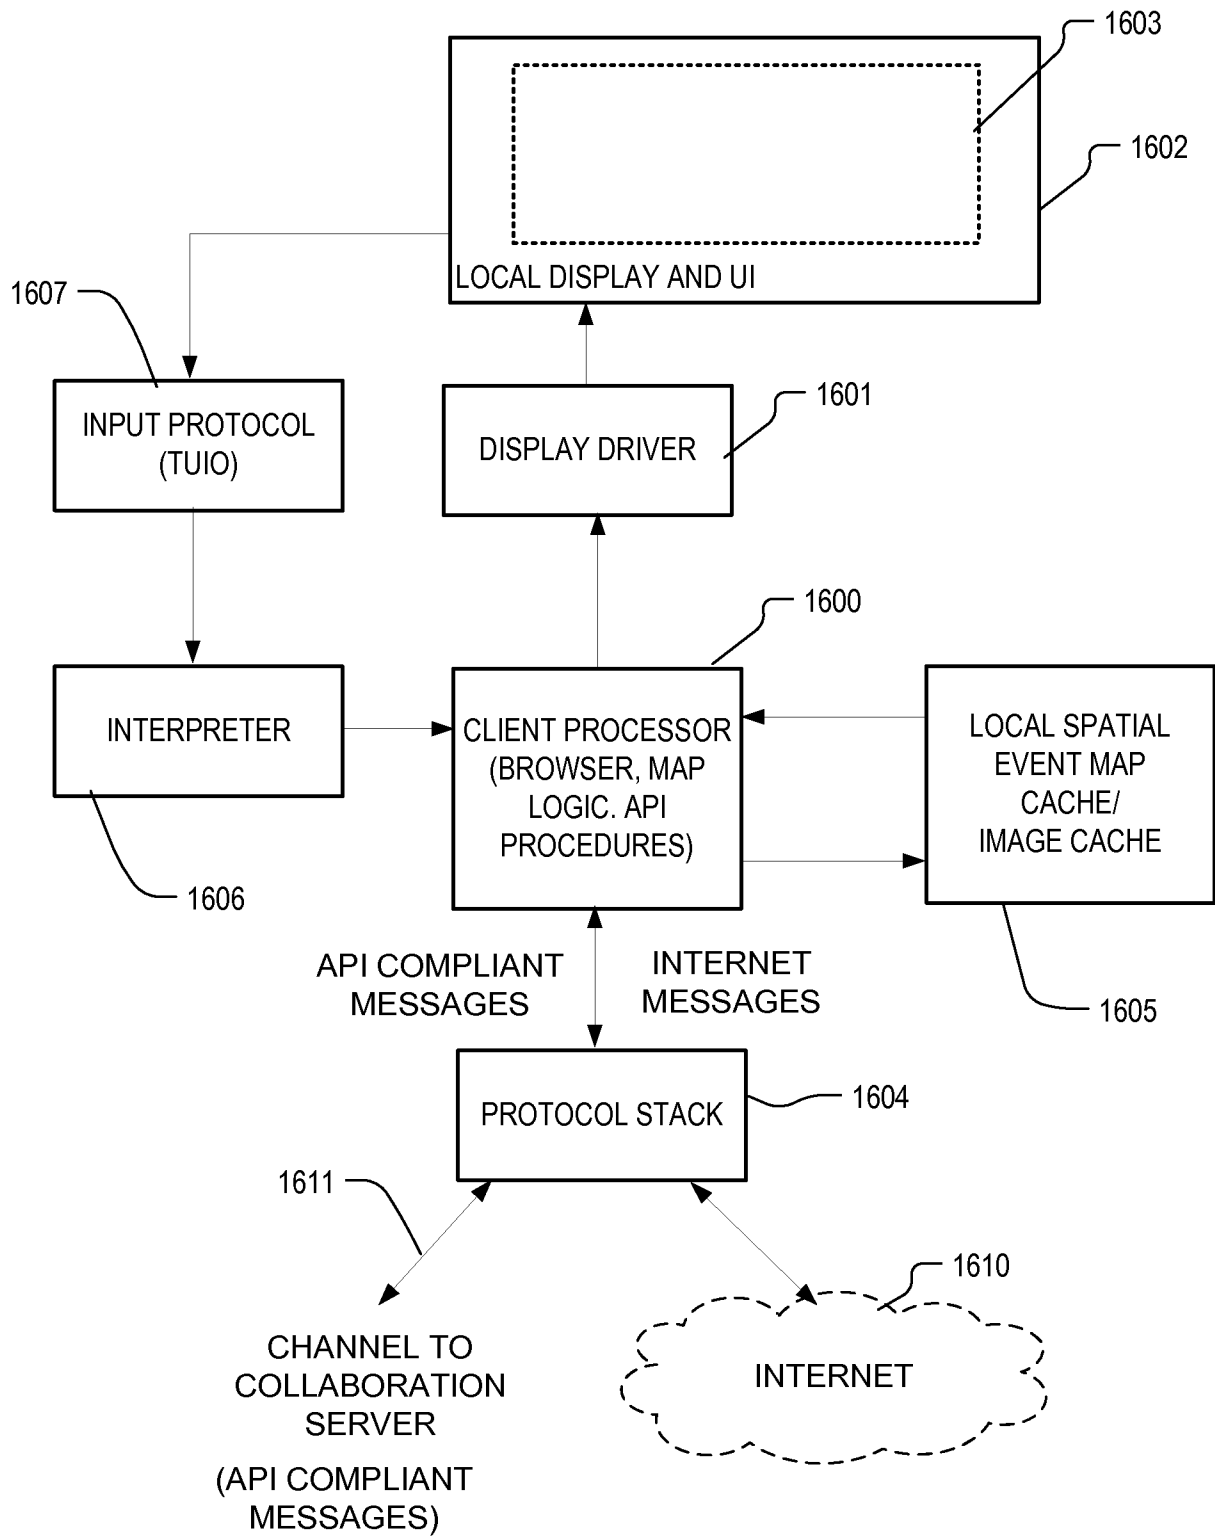 1603
1602
LOCAL DISPLAY AND UI
1607
INPUT PROTOCOL
(TUIO)
1601
DISPLAY DRIVER
1600
INTERPRETER
CLIENT PROCESSOR
(BROWSER, MAP
LOGIC. API
PROCEDURES)
LOCAL SPATIAL
EVENT MAP
CACHE/
IMAGE CACHE
1606
1605
API COMPLIANT
MESSAGES
INTERNET
MESSAGES
PROTOCOL STACK
1604
1611
1610
CHANNEL TO
COLLABORATION
SERVER
(API COMPLIANT
MESSAGES)
INTERNET